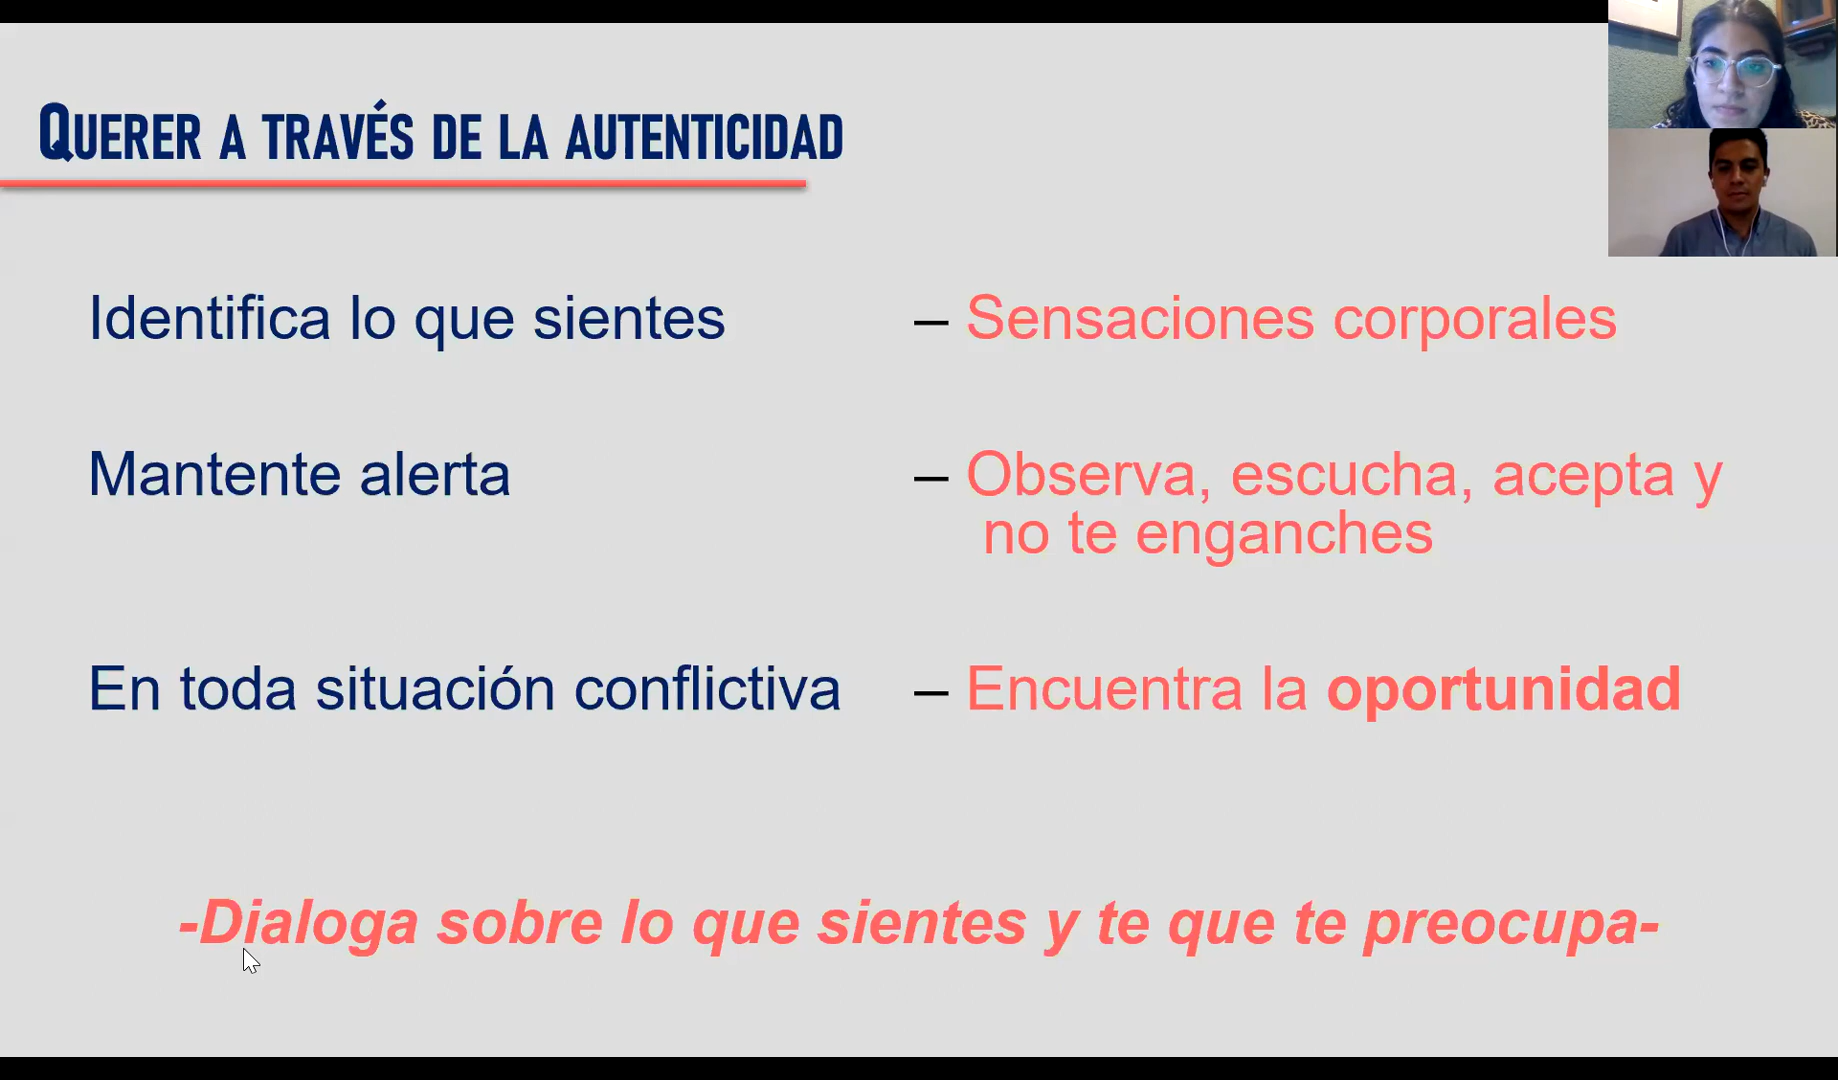 QUERER A TRAVÉS DE LA AUTENTICIDAD
Identifica lo que sientes – Sensaciones corporales
Mantente alerta – Observa, escucha, acepta y
no te enganches
En toda situación conflictiva – Encuentra la oportunidad
-Dialoga sobre lo que sientes y te que te preocupa-